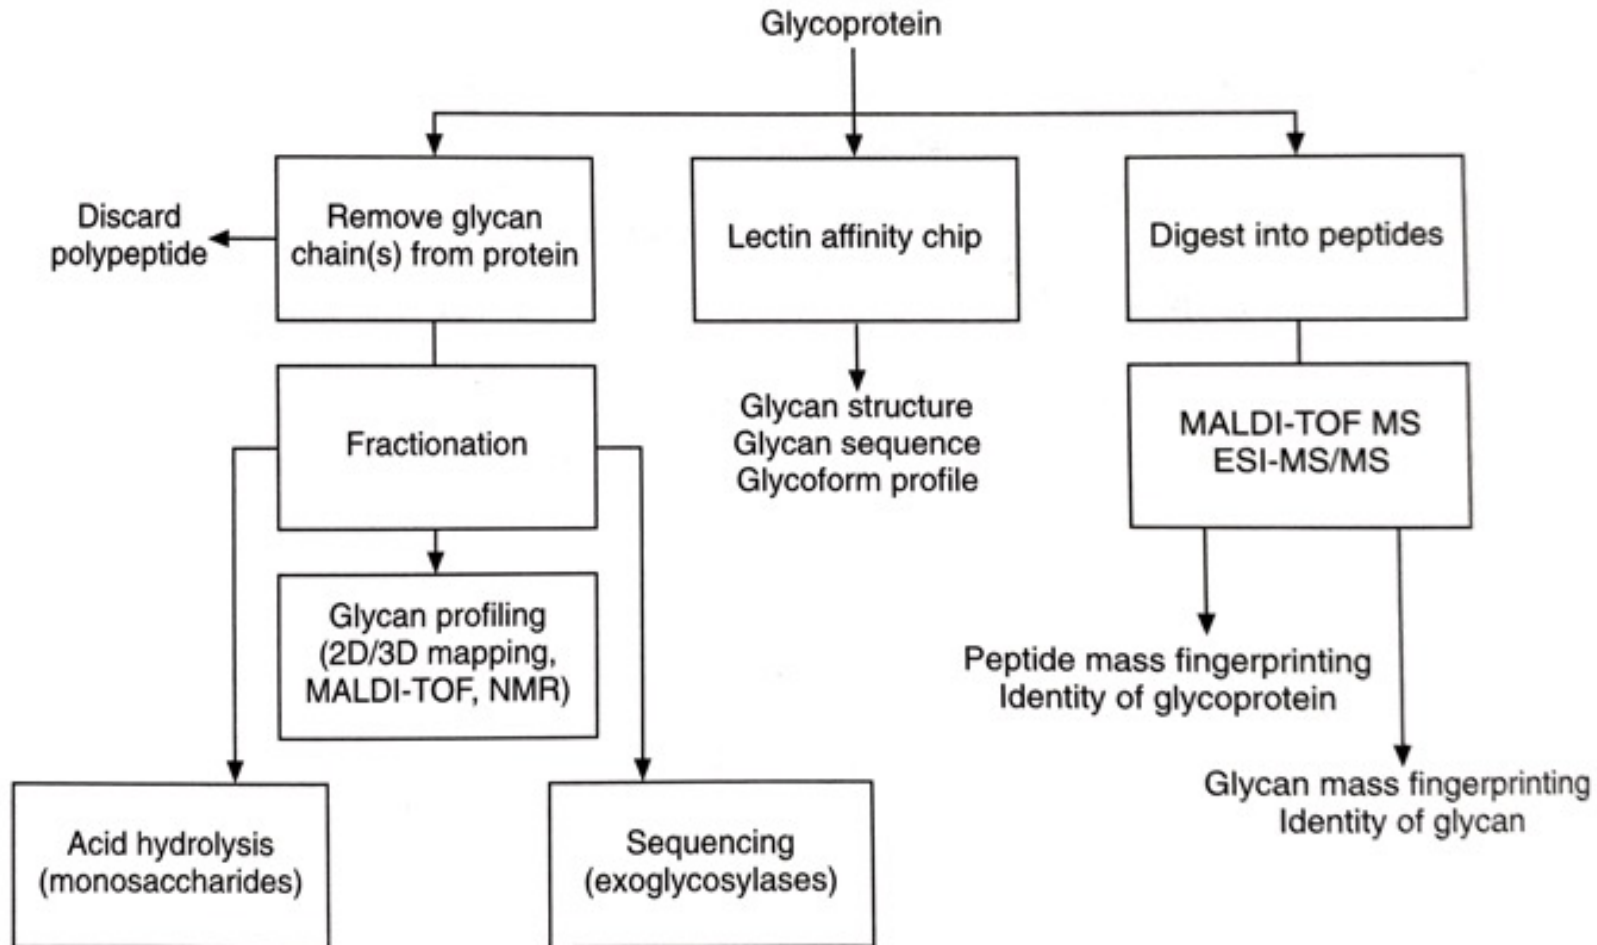 Glycoprotein
Discard
polypeptide
Remove glycan
chain(s) from protein
Lectin affinity chip
Digest into peptides
Fractionation
Glycan structure
Glycan sequence
Glycoform profile
MALDI-TOF MS
ESI-MS/MS
Glycan profiling
(2D/3D mapping,
MALDI-TOF, NMR)
Peptide mass fingerprinting
Identity of glycoprotein
Glycan mass fingerprinting
Identity of glycan
Acid hydrolysis
(monosaccharides)
Sequencing
(exoglycosylases)